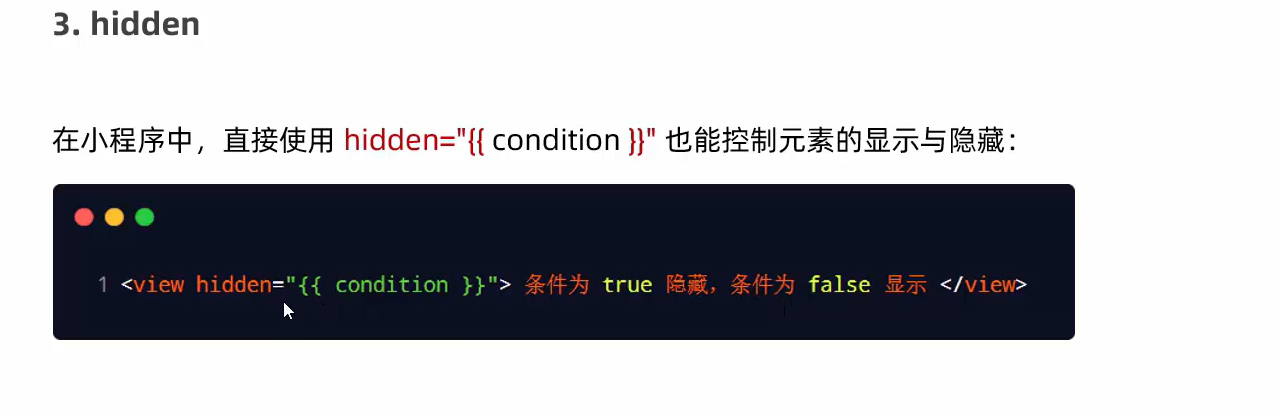 3. hidden
在小程序中，直接使用 hidden="{{ condition }}" 也能控制元素的显示与隐藏：
1 <view hidden="{{ condition }}"> 条件为 true 隐藏，条件为 false 显示 </view>